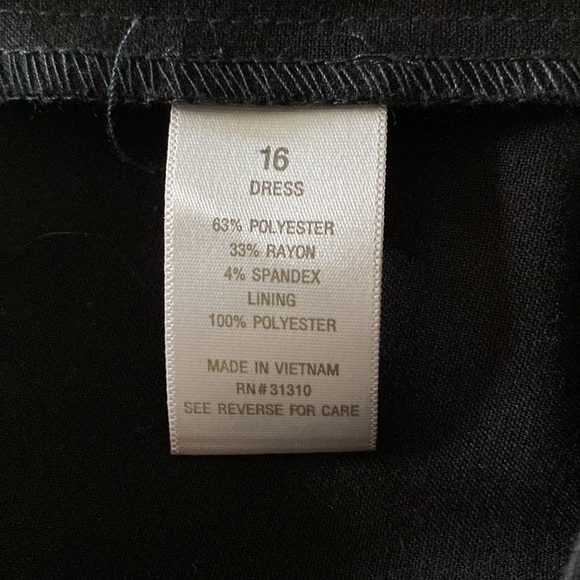 16
DRESS
63% POLYESTER
33% RAYON
4% SPANDEX
LINING
100% POLYESTER
MADE IN VIETNAM
RN#31310
SEE REVERSE FOR CARE